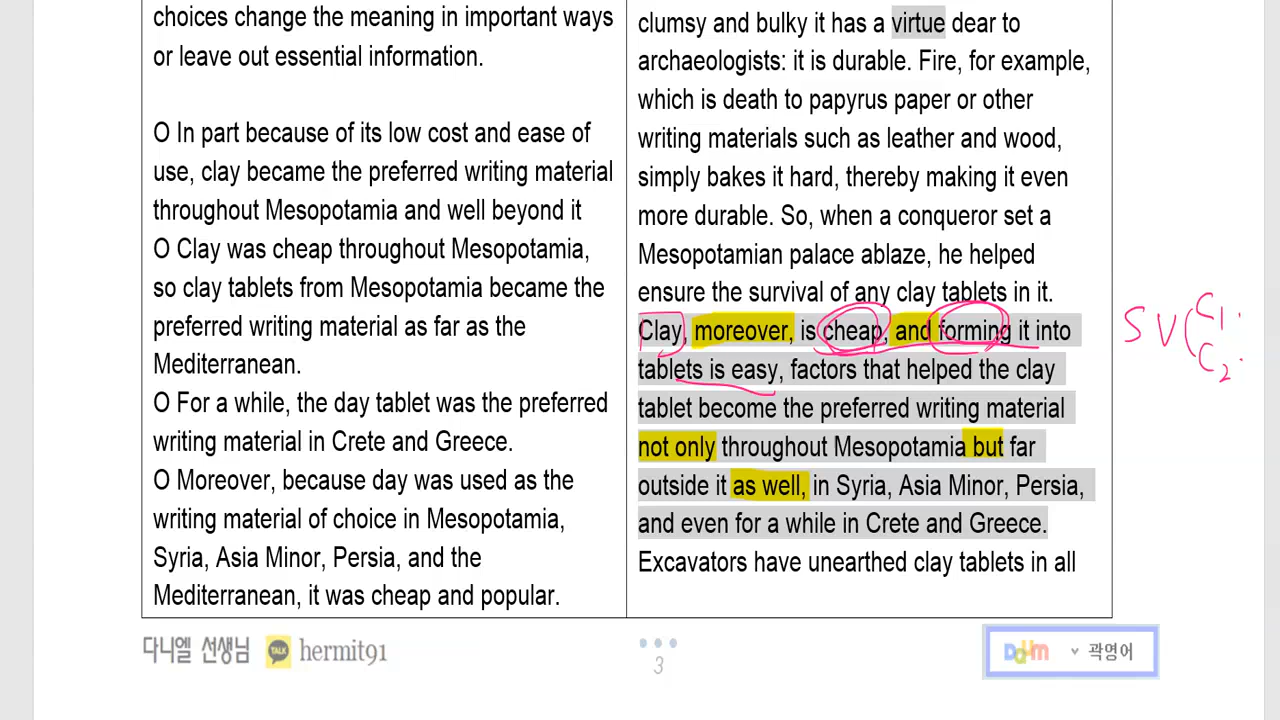 choices change the meaning in important ways
or leave out essential information.
O In part because of its low cost and ease of
use, clay became the preferred writing material
throughout Mesopotamia and well beyond it
O Clay was cheap throughout Mesopotamia,
so clay tablets from Mesopotamia became the
preferred writing material as far as the
Mediterranean.
O For a while, the day tablet was the preferred
writing material in Crete and Greece.
O Moreover, because day was used as the
writing material of choice in Mesopotamia,
Syria, Asia Minor, Persia, and the
Mediterranean, it was cheap and popular.
clumsy and bulky it has a virtue dear to
archaeologists: it is durable. Fire, for example,
which is death to papyrus paper or other
writing materials such as leather and wood,
simply bakes it hard, thereby making it even
more durable. So, when a conqueror set a
Mesopotamian palace ablaze, he helped
ensure the survival of any clay tablets in it.
Clay, moreover, is cheap, and forming it into
tablets is easy, factors that helped the clay
tablet become the preferred writing material
not only throughout Mesopotamia but far
outside it as well, in Syria, Asia Minor, Persia,
and even for a while in Crete and Greece.
Excavators have unearthed clay tablets in all
S V ( C1.
C2.
다니엘 선생님 TALK hermit91
3
Daum 곽명어